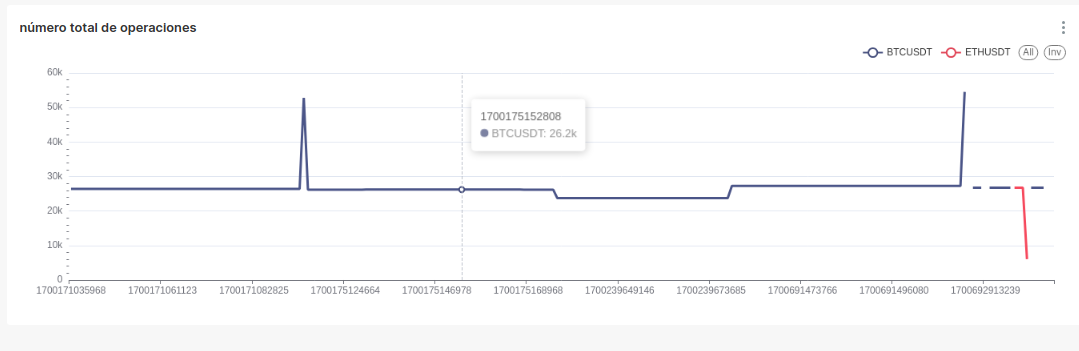 número total de operaciones
BTCUSDT ETHUSDT All Inv
60k
50k
40k
30k
20k
10k
0
1700175152808
BTCUSDT: 26.2k
1700171035968 1700171061123 1700171082825 1700175124664 1700175146978 1700175168968 1700239649146 1700239673685 1700691473766 1700691496080 1700692913239